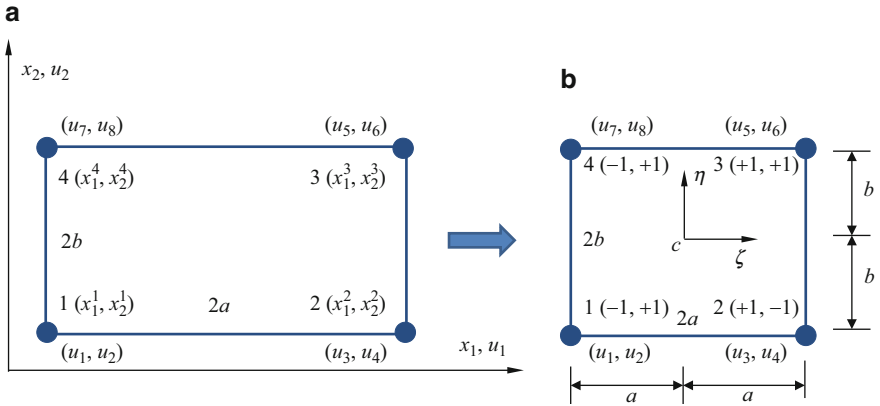 a
x₂, u₂
(u₇, u₈) (u₅, u₆)
4 (x₁⁴, x₂⁴) 3 (x₁³, x₂³)
2b
1 (x₁¹, x₂¹) 2a 2 (x₁², x₂²)
(u₁, u₂) (u₃, u₄)
x₁, u₁
b
(u₇, u₈) (u₅, u₆)
4 (−1, +1) 3 (+1, +1)
η
b
2b
c
ζ
b
1 (−1, +1) 2 (+1, −1)
2a
(u₁, u₂) (u₃, u₄)
a a